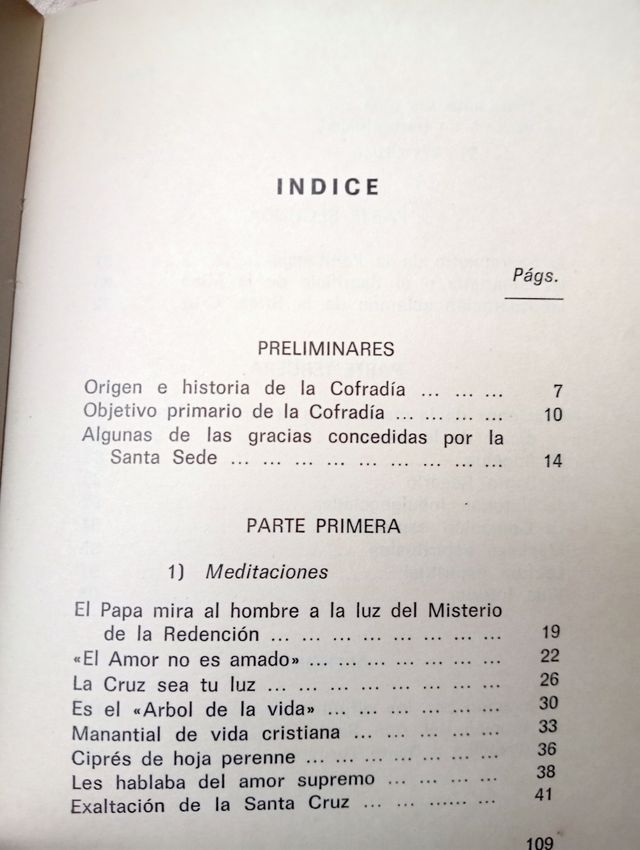 INDICE
Págs.
PRELIMINARES
Origen e historia de la Cofradía ... ... ... 7
Objetivo primario de la Cofradía ... ... ... ... 10
Algunas de las gracias concedidas por la
Santa Sede ... ... ... ... ... ... ... ... ... 14
PARTE PRIMERA
1) Meditaciones
El Papa mira al hombre a la luz del Misterio
de la Redención ... ... ... ... ... ... ... ... 19
«El Amor no es amado» ... ... ... ... ... ... ... 22
La Cruz sea tu luz ... ... ... ... ... ... ... ... 26
Es el «Arbol de la vida» ... ... ... ... ... ... 30
Manantial de vida cristiana ... ... ... ... ... ... 33
Ciprés de hoja perenne ... ... ... ... ... ... ... 36
Les hablaba del amor supremo ... ... ... ... 38
Exaltación de la Santa Cruz ... ... ...... ... 41
109